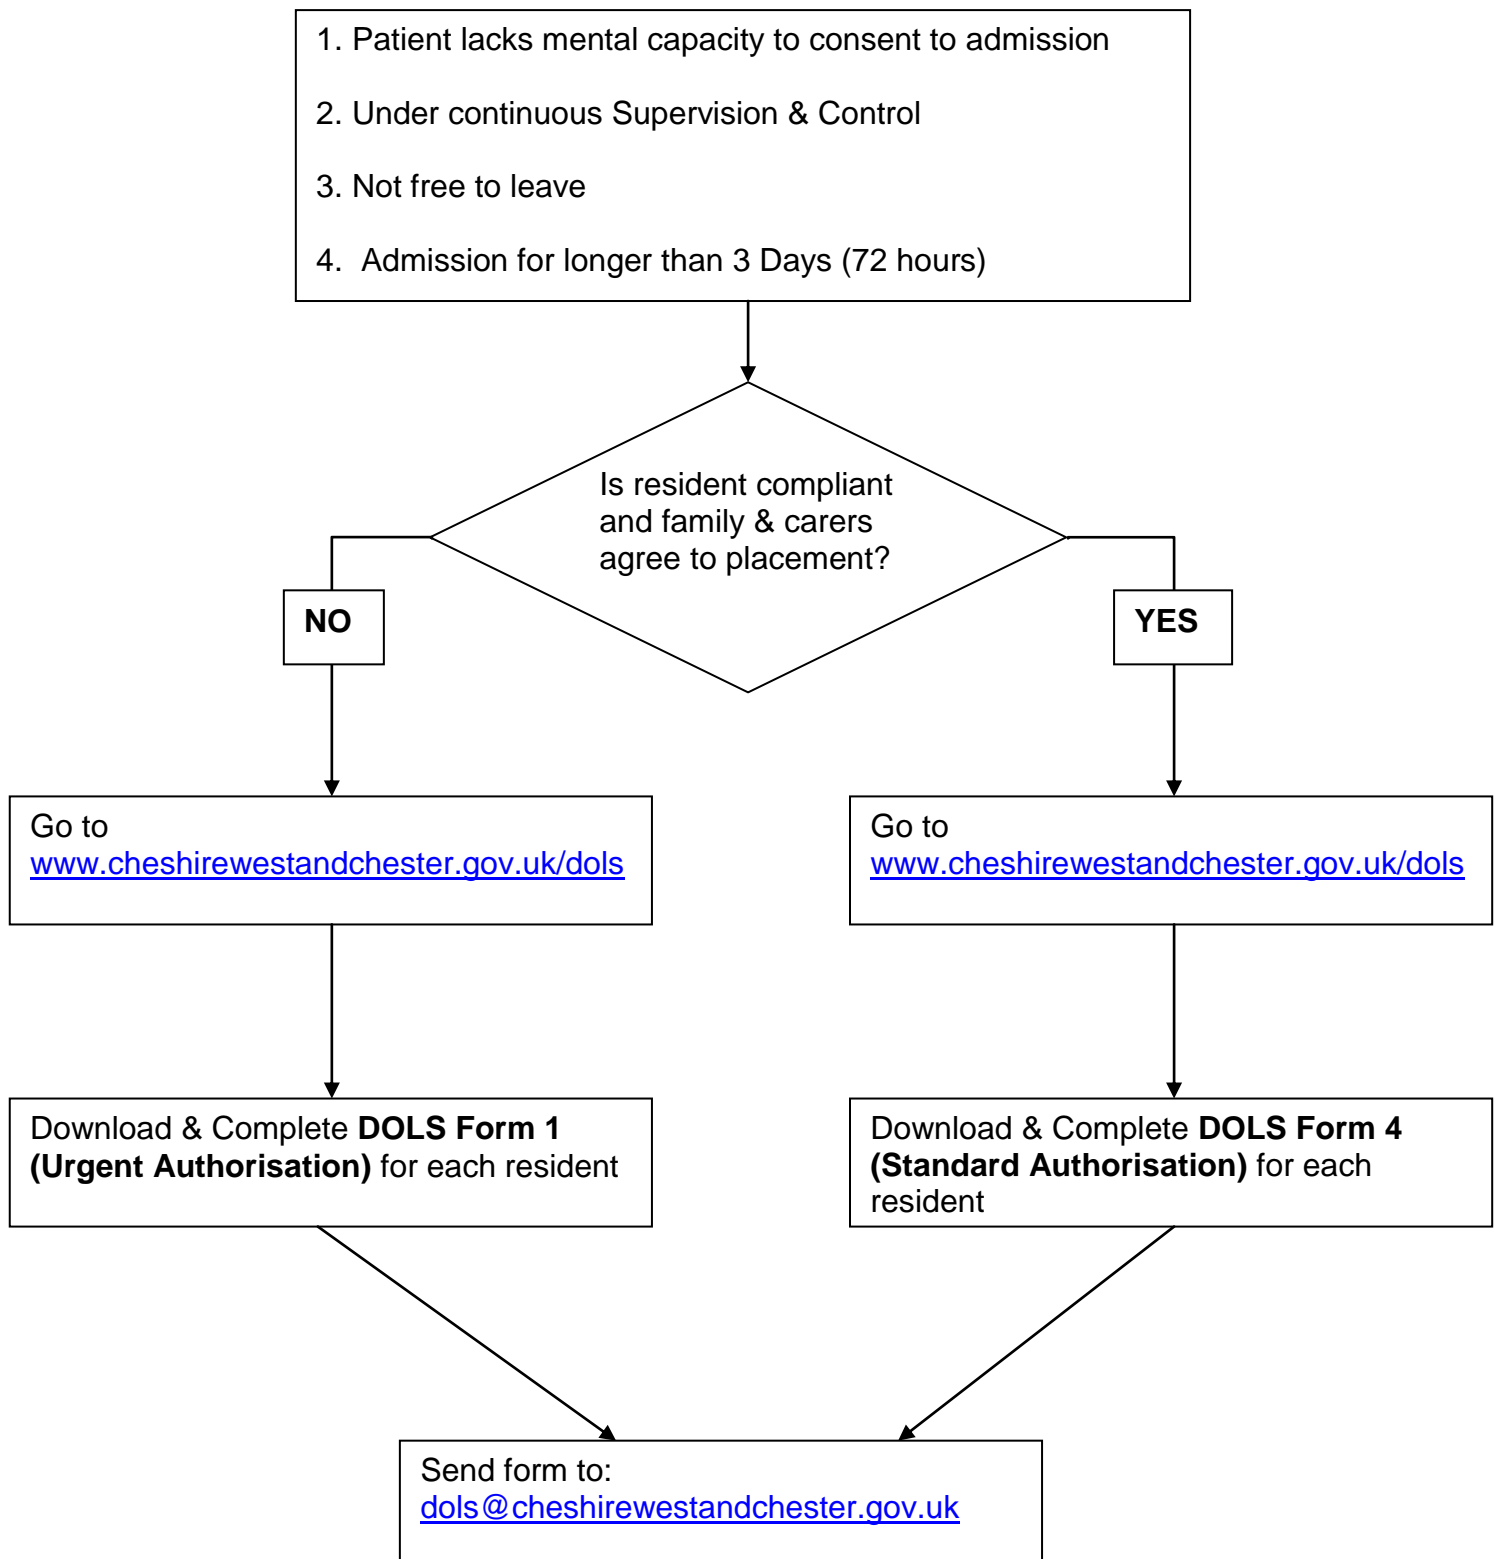 1. Patient lacks mental capacity to consent to admission
2. Under continuous Supervision & Control
3. Not free to leave
4. Admission for longer than 3 Days (72 hours)
Is resident compliant
and family & carers
agree to placement?
NO
YES
Go to
www.cheshirewestandchester.gov.uk/dols
Go to
www.cheshirewestandchester.gov.uk/dols
Download & Complete DOLS Form 1
(Urgent Authorisation) for each resident
Download & Complete DOLS Form 4
(Standard Authorisation) for each
resident
Send form to:
dols@cheshirewestandchester.gov.uk